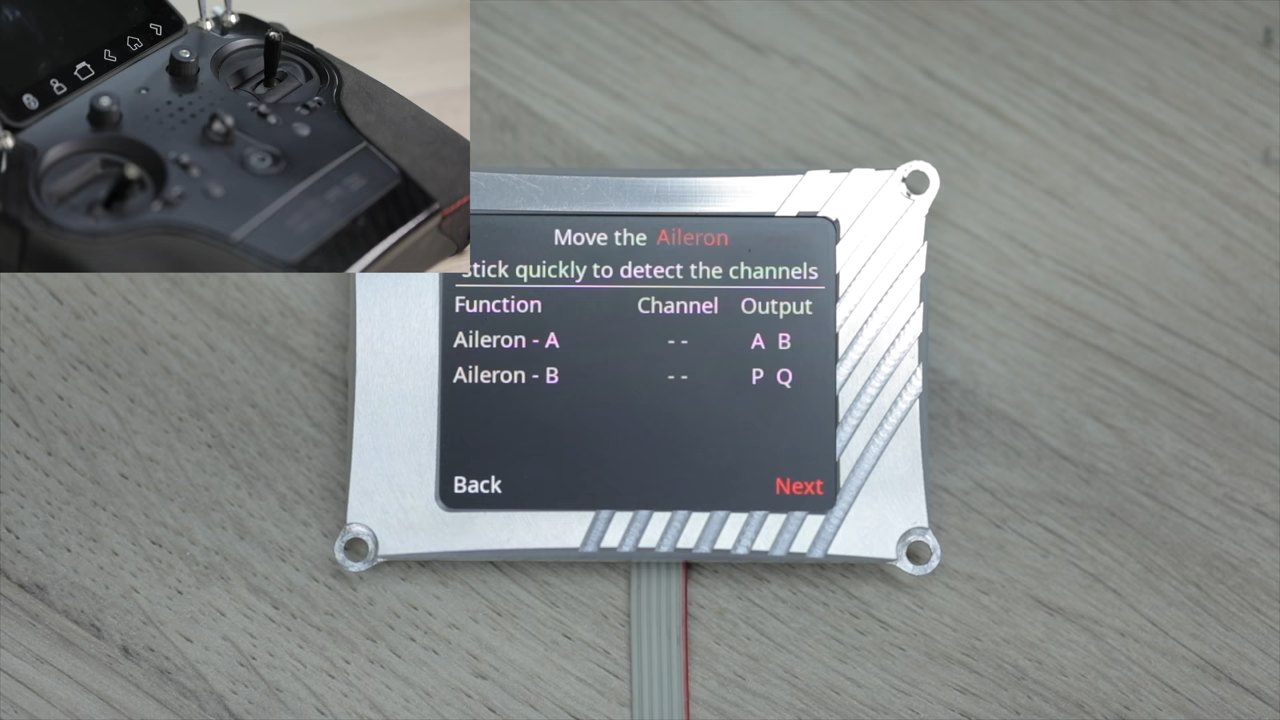 Move the Aileron
stick quickly to detect the channels
Function Channel Output
Aileron - A - - A B
Aileron - B - - P Q
Back Next